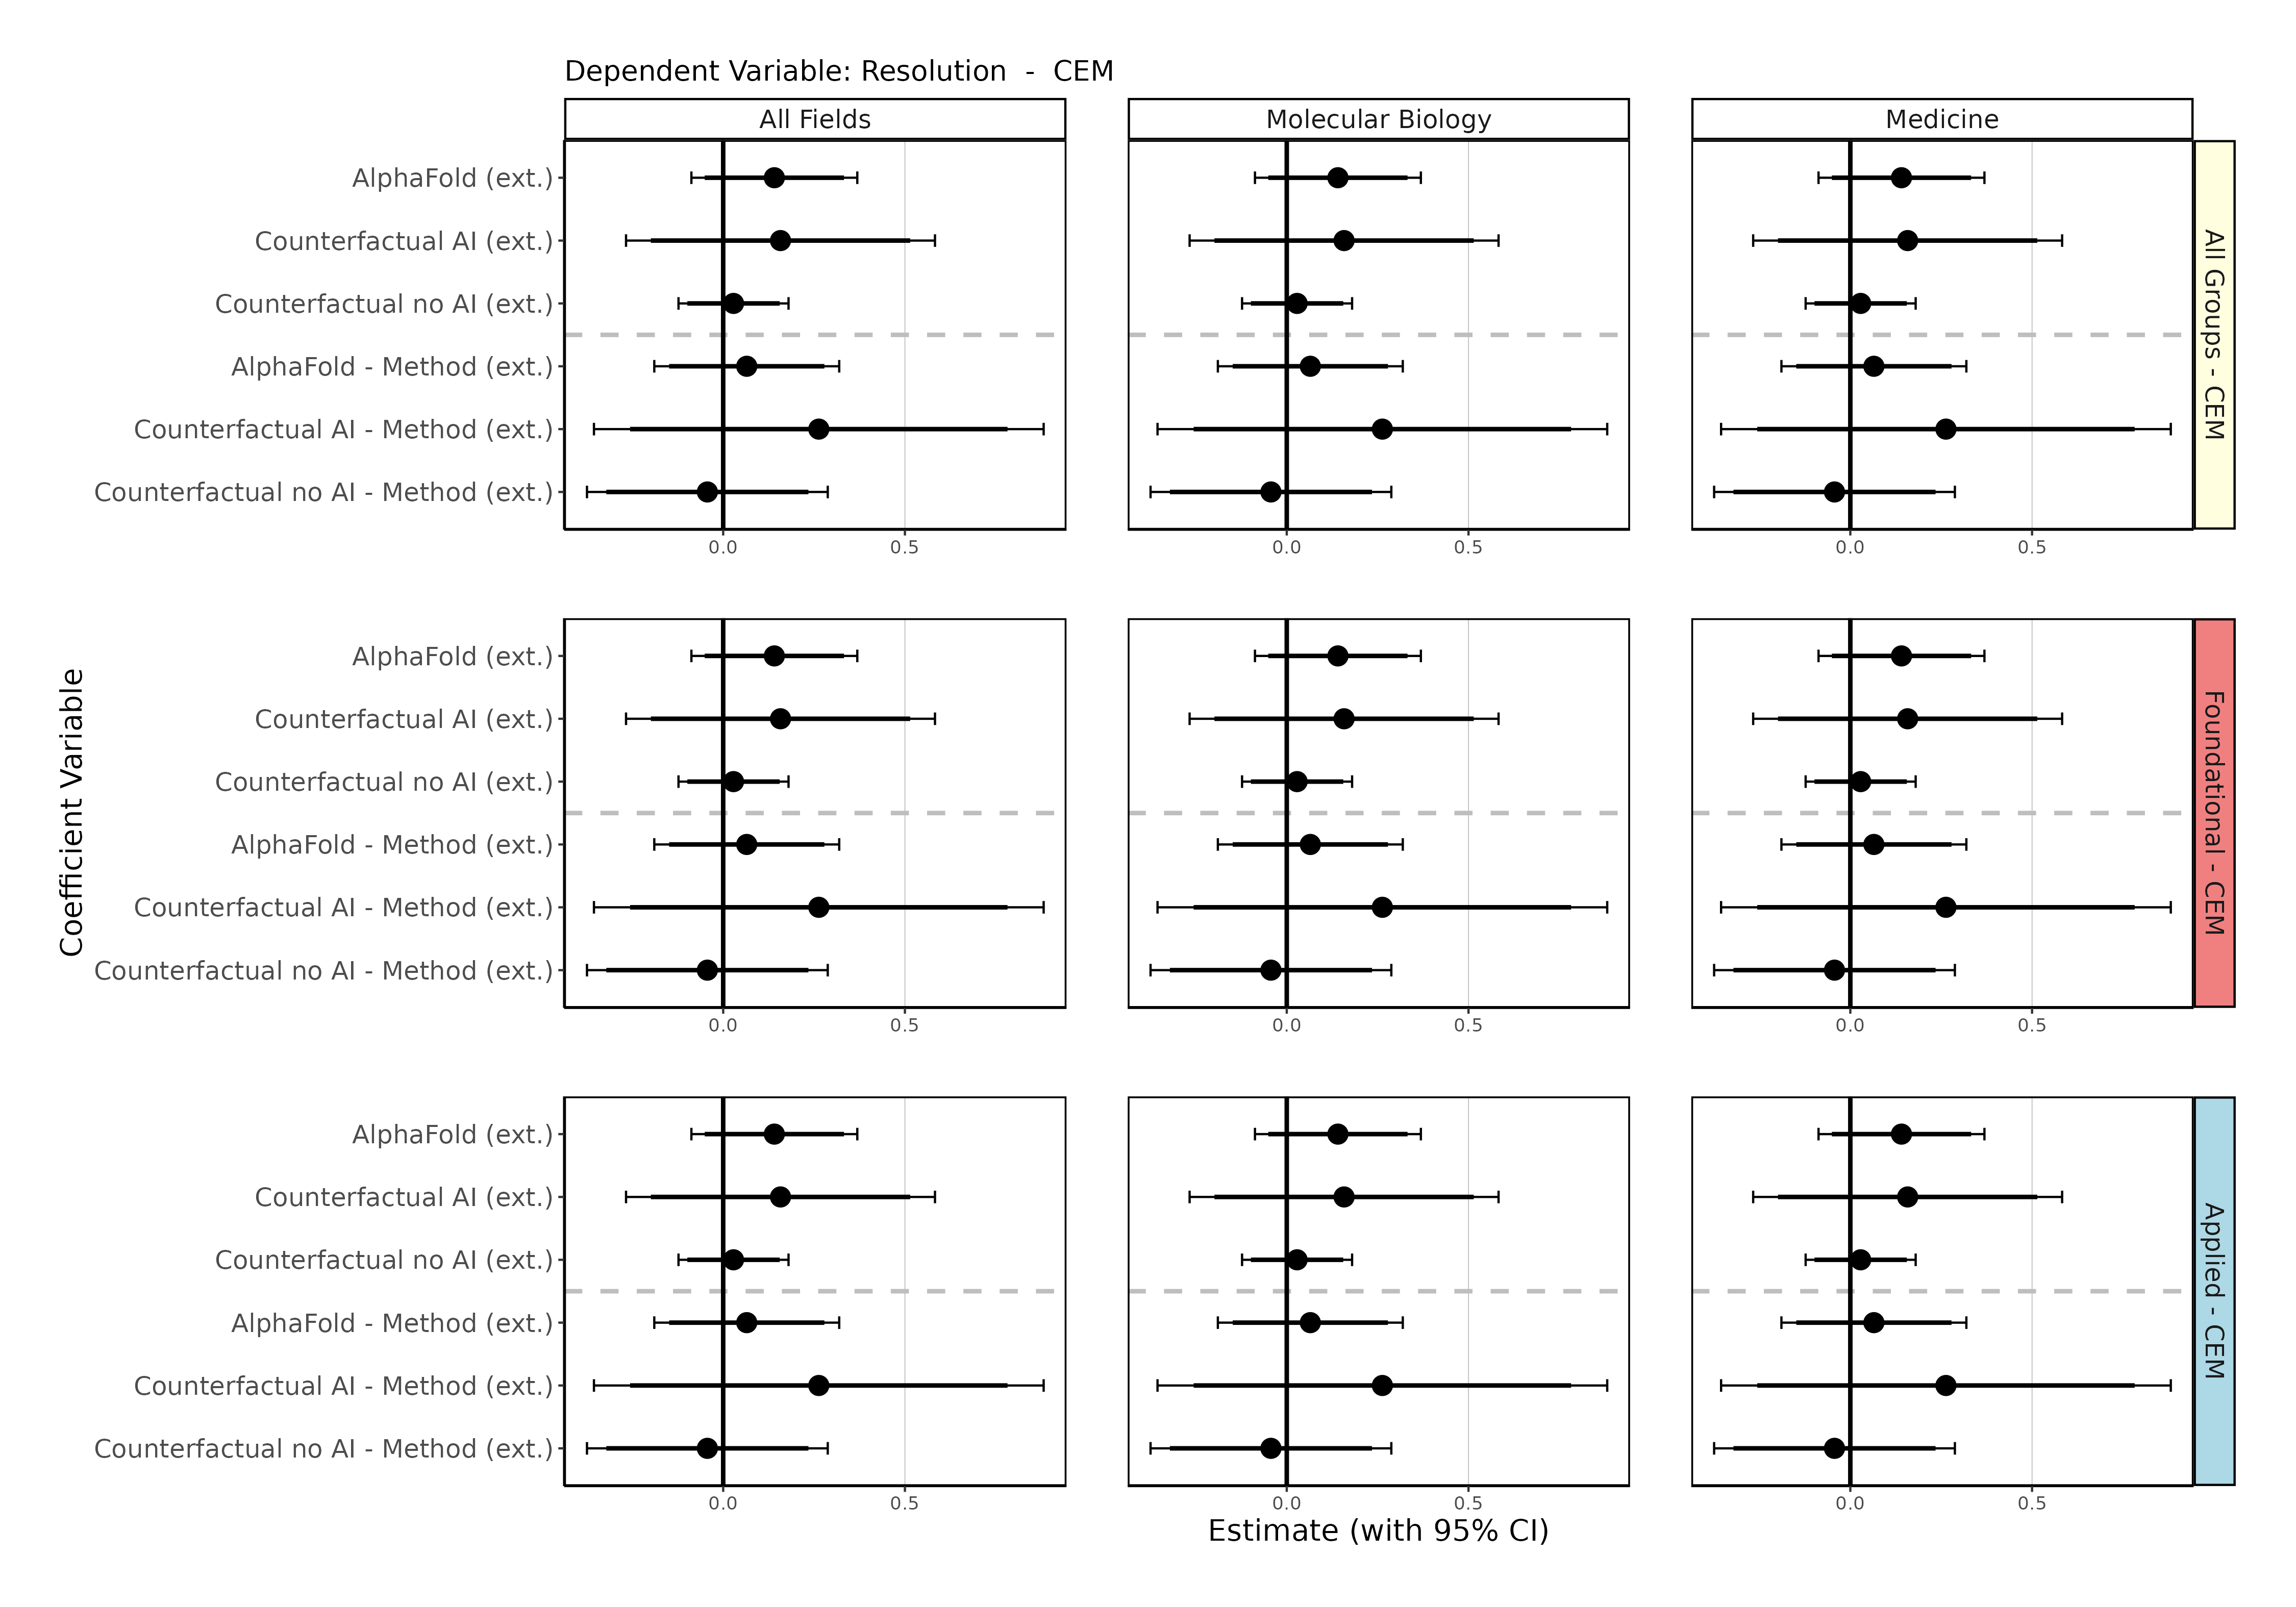 Dependent Variable: Resolution  -  CEM
All Fields
Molecular Biology
Medicine
AlphaFold (ext.)
Counterfactual AI (ext.)
Counterfactual no AI (ext.)
AlphaFold - Method (ext.)
Counterfactual AI - Method (ext.)
Counterfactual no AI - Method (ext.)
All Groups - CEM
0.0 0.5 0.0 0.5 0.0 0.5
Coefficient Variable
AlphaFold (ext.)
Counterfactual AI (ext.)
Counterfactual no AI (ext.)
AlphaFold - Method (ext.)
Counterfactual AI - Method (ext.)
Counterfactual no AI - Method (ext.)
Foundational - CEM
0.0 0.5 0.0 0.5 0.0 0.5
AlphaFold (ext.)
Counterfactual AI (ext.)
Counterfactual no AI (ext.)
AlphaFold - Method (ext.)
Counterfactual AI - Method (ext.)
Counterfactual no AI - Method (ext.)
Applied - CEM
0.0 0.5 0.0 0.5 0.0 0.5
Estimate (with 95% CI)